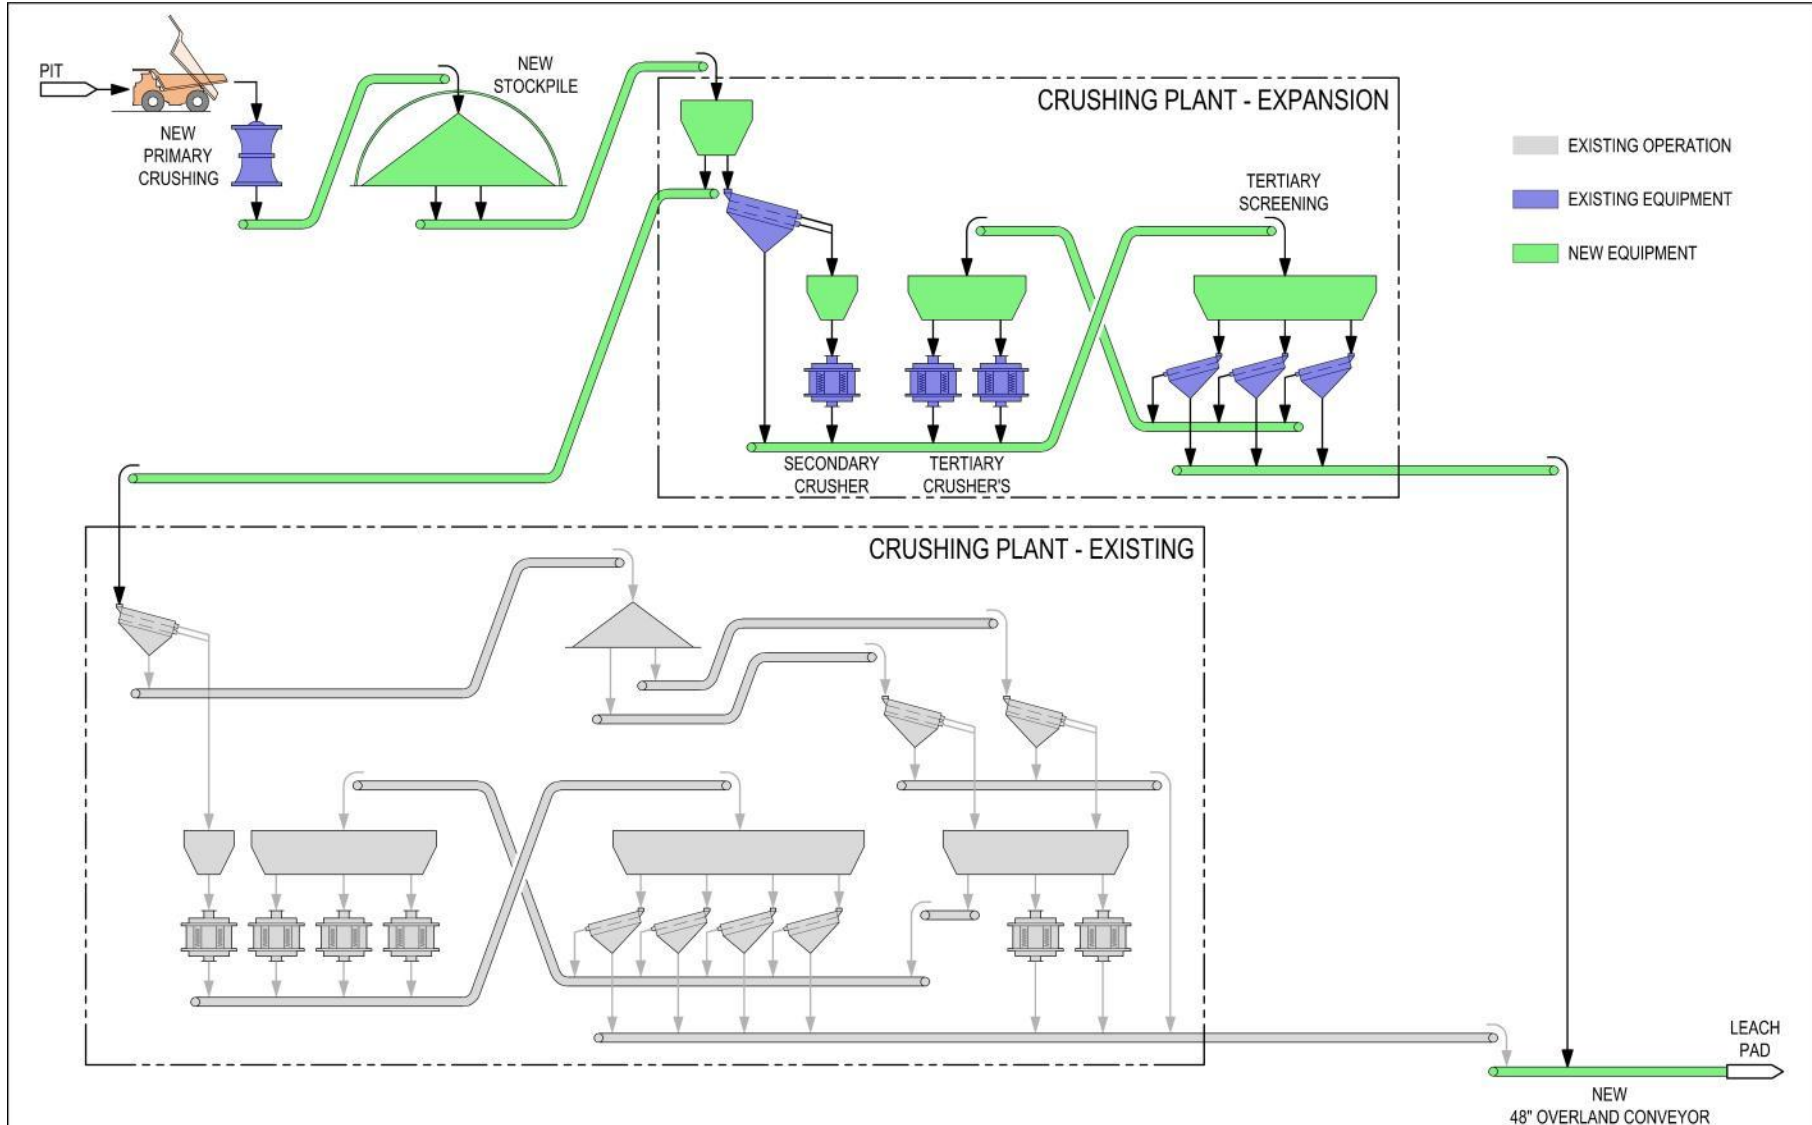 PIT
NEW
PRIMARY
CRUSHING
NEW
STOCKPILE
CRUSHING PLANT - EXPANSION
TERTIARY
SCREENING
SECONDARY
CRUSHER
TERTIARY
CRUSHER'S
EXISTING OPERATION
EXISTING EQUIPMENT
NEW EQUIPMENT
CRUSHING PLANT - EXISTING
LEACH
PAD
NEW
48" OVERLAND CONVEYOR